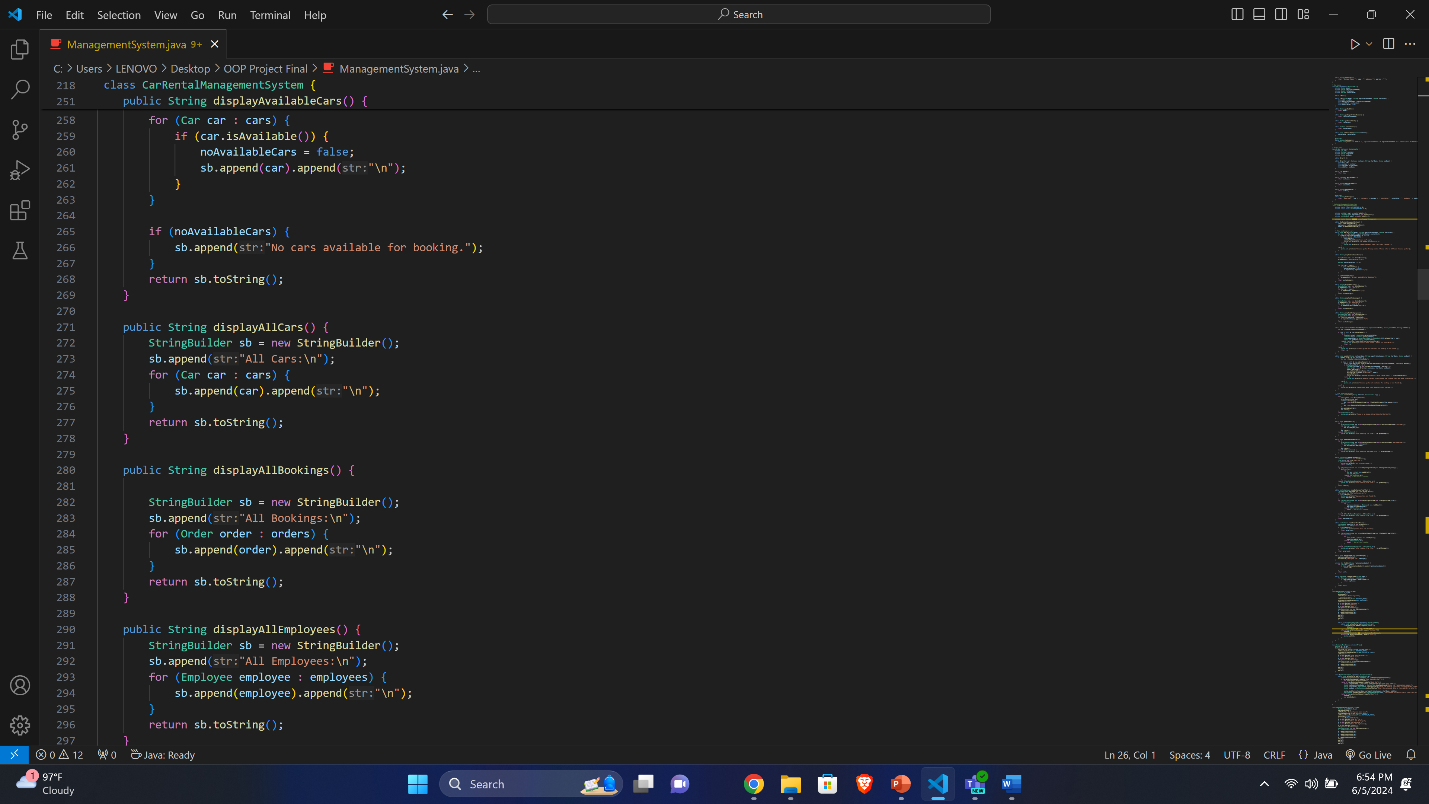 File Edit Selection View Go Run Terminal Help Search
ManagementSystem.java 9+
C: > Users > LENOVO > Desktop > OOP Project Final > ManagementSystem.java > ...
218 class CarRentalManagementSystem {
251 public String displayAvailableCars() {
258 for (Car car : cars) {
259 if (car.isAvailable()) {
260 noAvailableCars = false;
261 sb.append(car).append(str:"\n");
262 }
263 }
264
265 if (noAvailableCars) {
266 sb.append(str:"No cars available for booking.");
267 }
268 return sb.toString();
269 }
270
271 public String displayAllCars() {
272 StringBuilder sb = new StringBuilder();
273 sb.append(str:"All Cars:\n");
274 for (Car car : cars) {
275 sb.append(car).append(str:"\n");
276 }
277 return sb.toString();
278 }
279
280 public String displayAllBookings() {
281
282 StringBuilder sb = new StringBuilder();
283 sb.append(str:"All Bookings:\n");
284 for (Order order : orders) {
285 sb.append(order).append(str:"\n");
286 }
287 return sb.toString();
288 }
289
290 public String displayAllEmployees() {
291 StringBuilder sb = new StringBuilder();
292 sb.append(str:"All Employees:\n");
293 for (Employee employee : employees) {
294 sb.append(employee).append(str:"\n");
295 }
296 return sb.toString();
297 }
0 12 0 Java: Ready Ln 26, Col 1 Spaces: 4 UTF-8 CRLF {} Java Go Live
1 97°F
Cloudy
Search
NEW
6:54 PM
6/5/2024